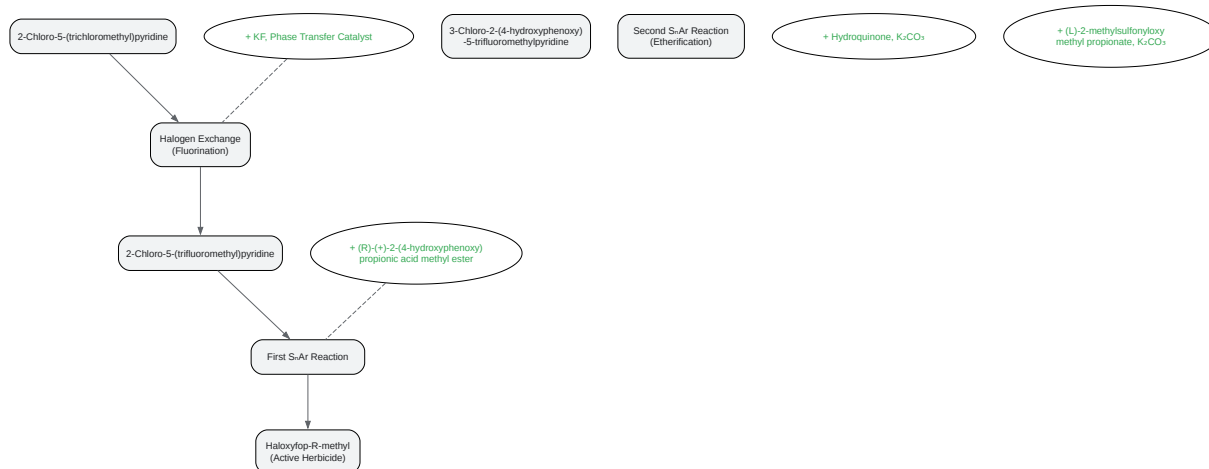 2-Chloro-5-(trichloromethyl)pyridine
+ KF, Phase Transfer Catalyst
3-Chloro-2-(4-hydroxyphenoxy)
-5-trifluoromethylpyridine
Second SₙAr Reaction
(Etherification)
+ Hydroquinone, K₂CO₃
+ (L)-2-methylsulfonyloxy
methyl propionate, K₂CO₃
Halogen Exchange
(Fluorination)
2-Chloro-5-(trifluoromethyl)pyridine
+ (R)-(+)-2-(4-hydroxyphenoxy)
propionic acid methyl ester
First SₙAr Reaction
Haloxyfop-R-methyl
(Active Herbicide)